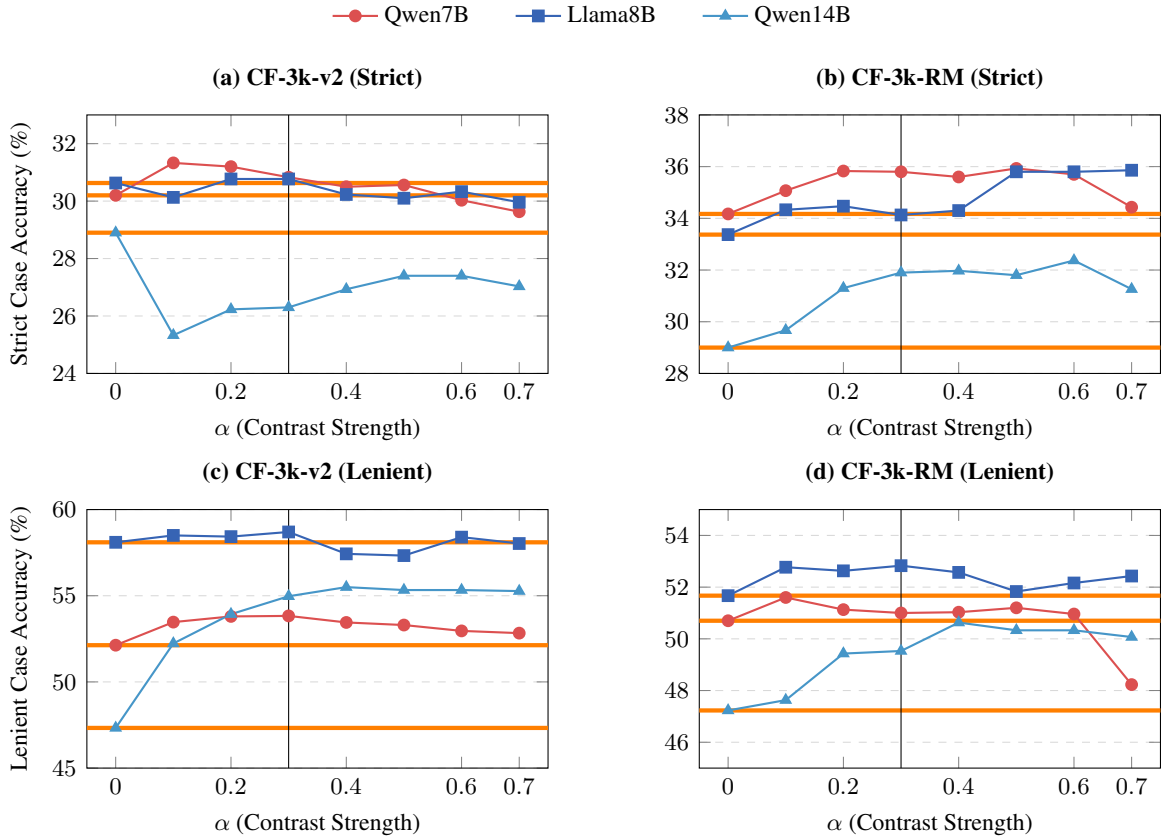 Qwen7B Llama8B Qwen14B
(a) CF-3k-v2 (Strict)
Strict Case Accuracy (%)
32
30
28
26
24
0 0.2 0.4 0.6 0.7
α (Contrast Strength)
(b) CF-3k-RM (Strict)
38
36
34
32
30
28
0 0.2 0.4 0.6 0.7
α (Contrast Strength)
(c) CF-3k-v2 (Lenient)
Lenient Case Accuracy (%)
60
55
50
45
0 0.2 0.4 0.6 0.7
α (Contrast Strength)
(d) CF-3k-RM (Lenient)
54
52
50
48
46
0 0.2 0.4 0.6 0.7
α (Contrast Strength)